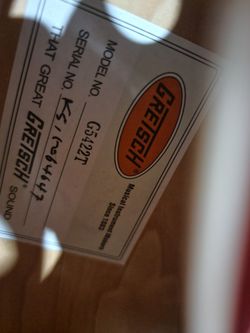 GRETSCH®
Musical Instrument Makers
Since 1883
MODEL NO. G5422T
SERIAL NO.
THAT GREAT GRETSCH® SOUND